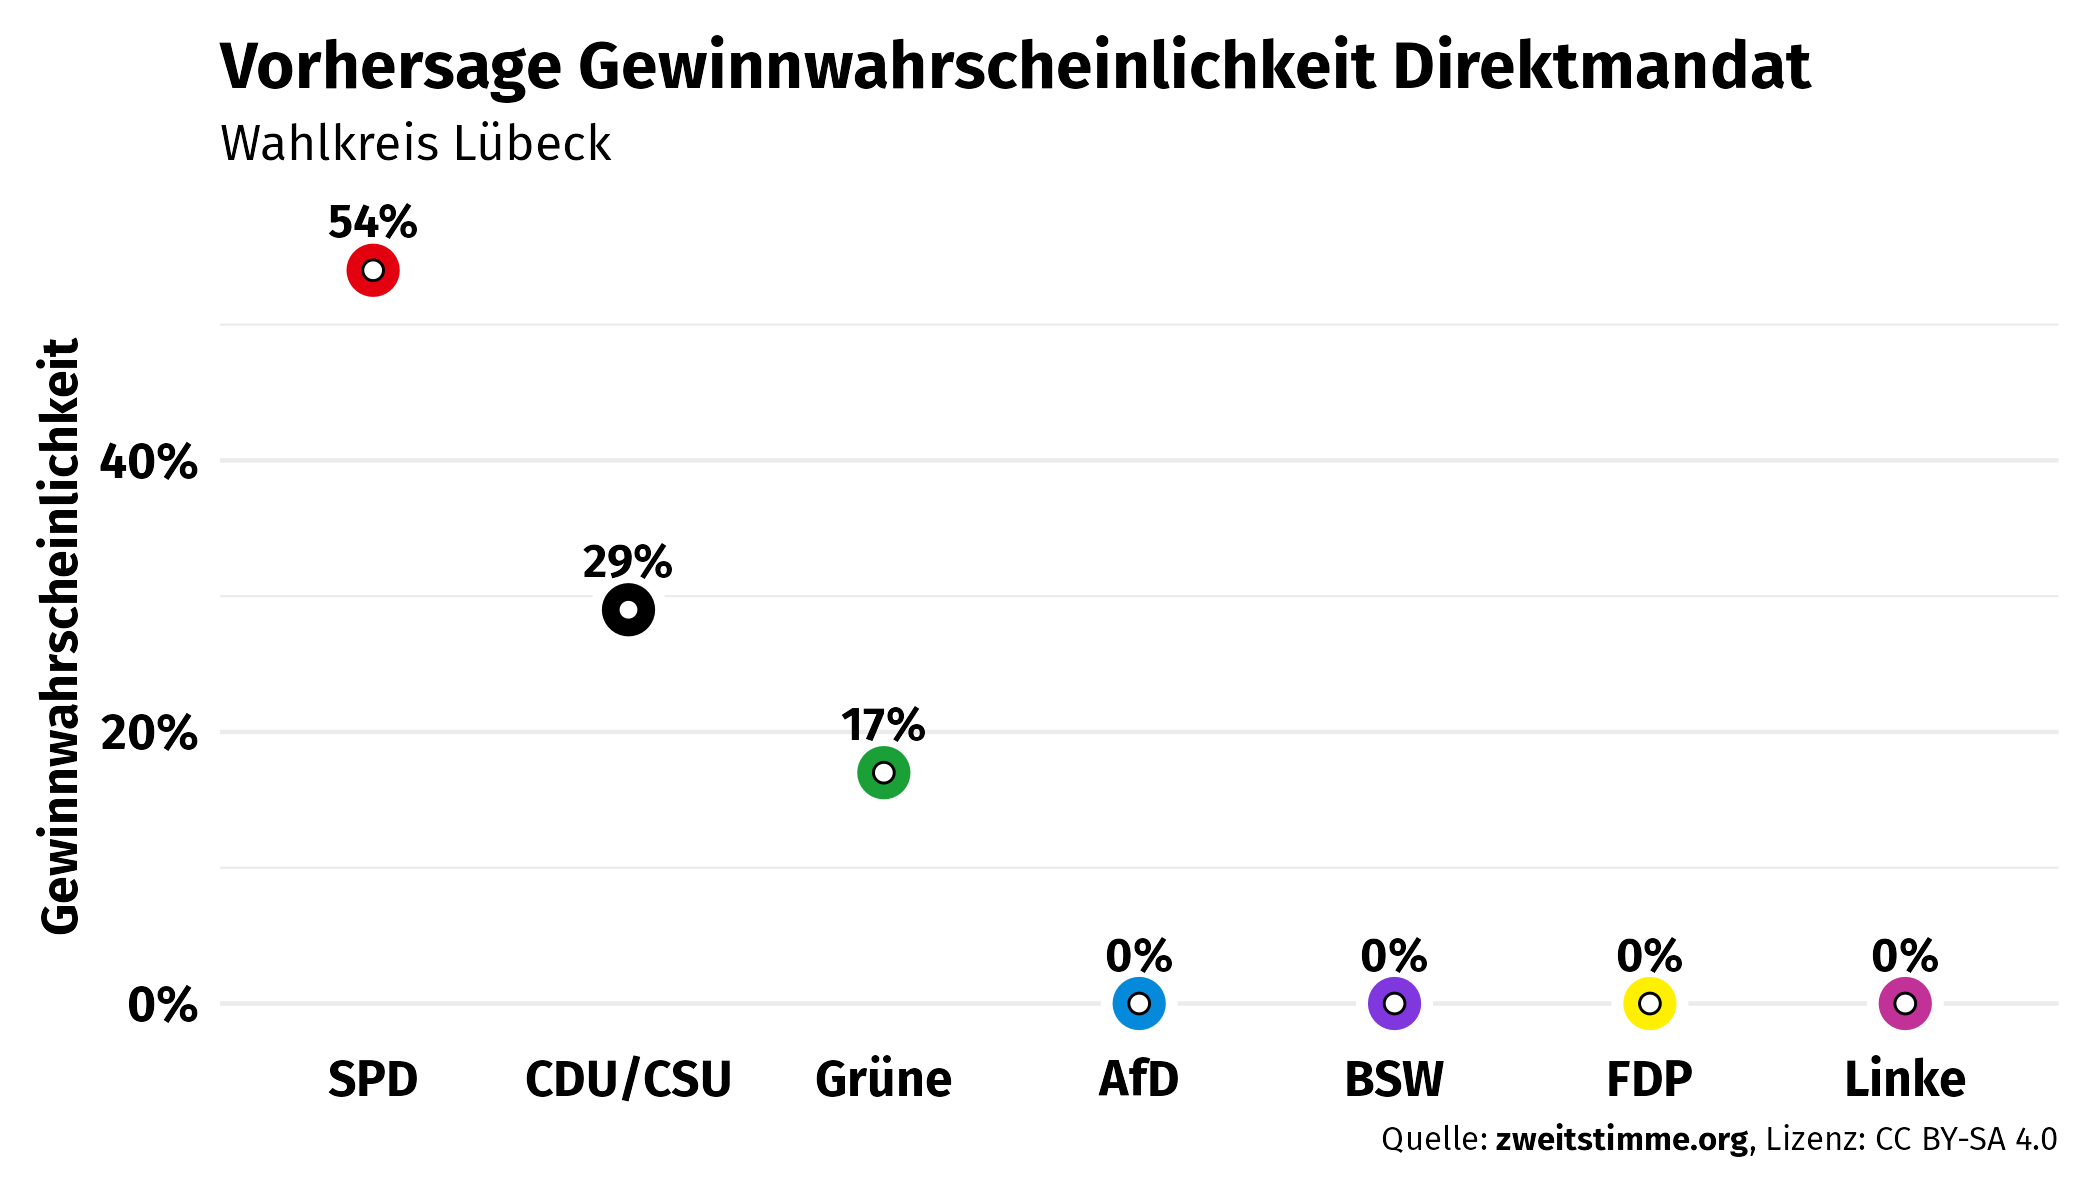 Vorhersage Gewinnwahrscheinlichkeit Direktmandat
Wahlkreis Lübeck
Gewinnwahrscheinlichkeit
54%
40%
29%
20%
17%
0%
0%
0%
0%
0%
SPD
CDU/CSU
Grüne
AfD
BSW
FDP
Linke
Quelle: zweitstimme.org, Lizenz: CC BY-SA 4.0